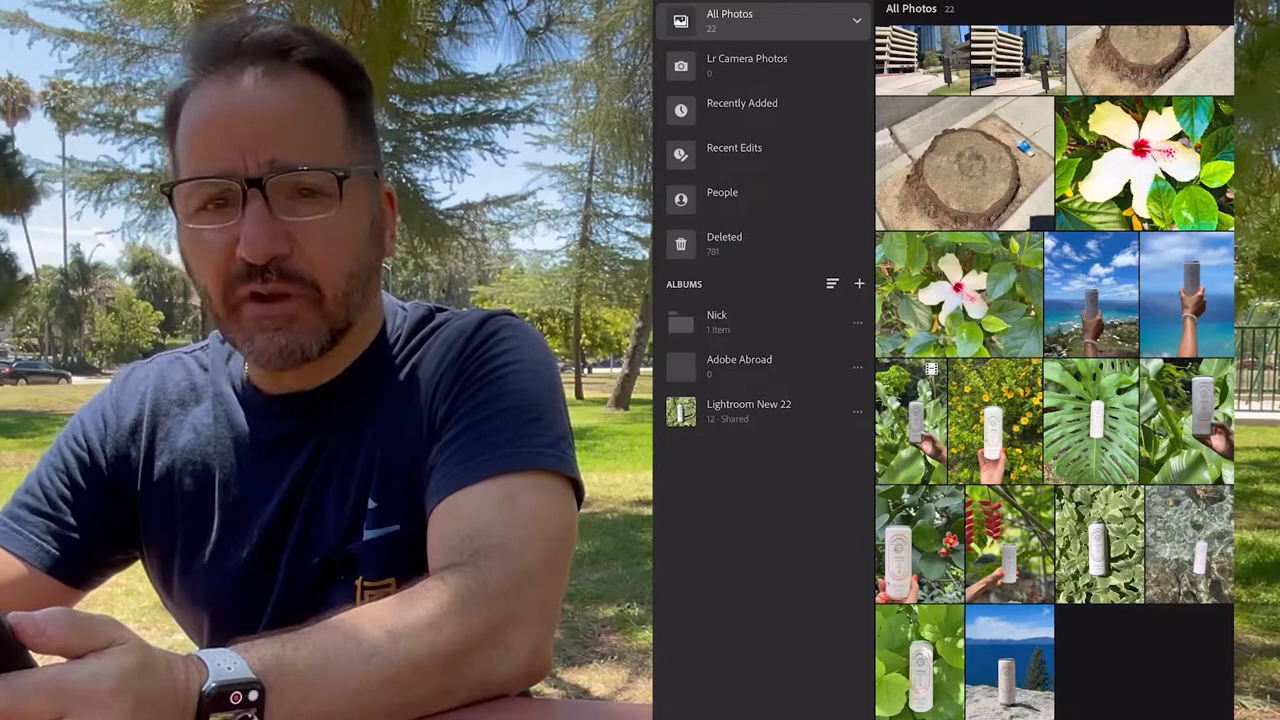 All Photos
22
Lr Camera Photos
0
Recently Added
Recent Edits
People
Deleted
781
ALBUMS
Nick
1 Item
Adobe Abroad
0
Lightroom New 22
12 · Shared
All Photos 22